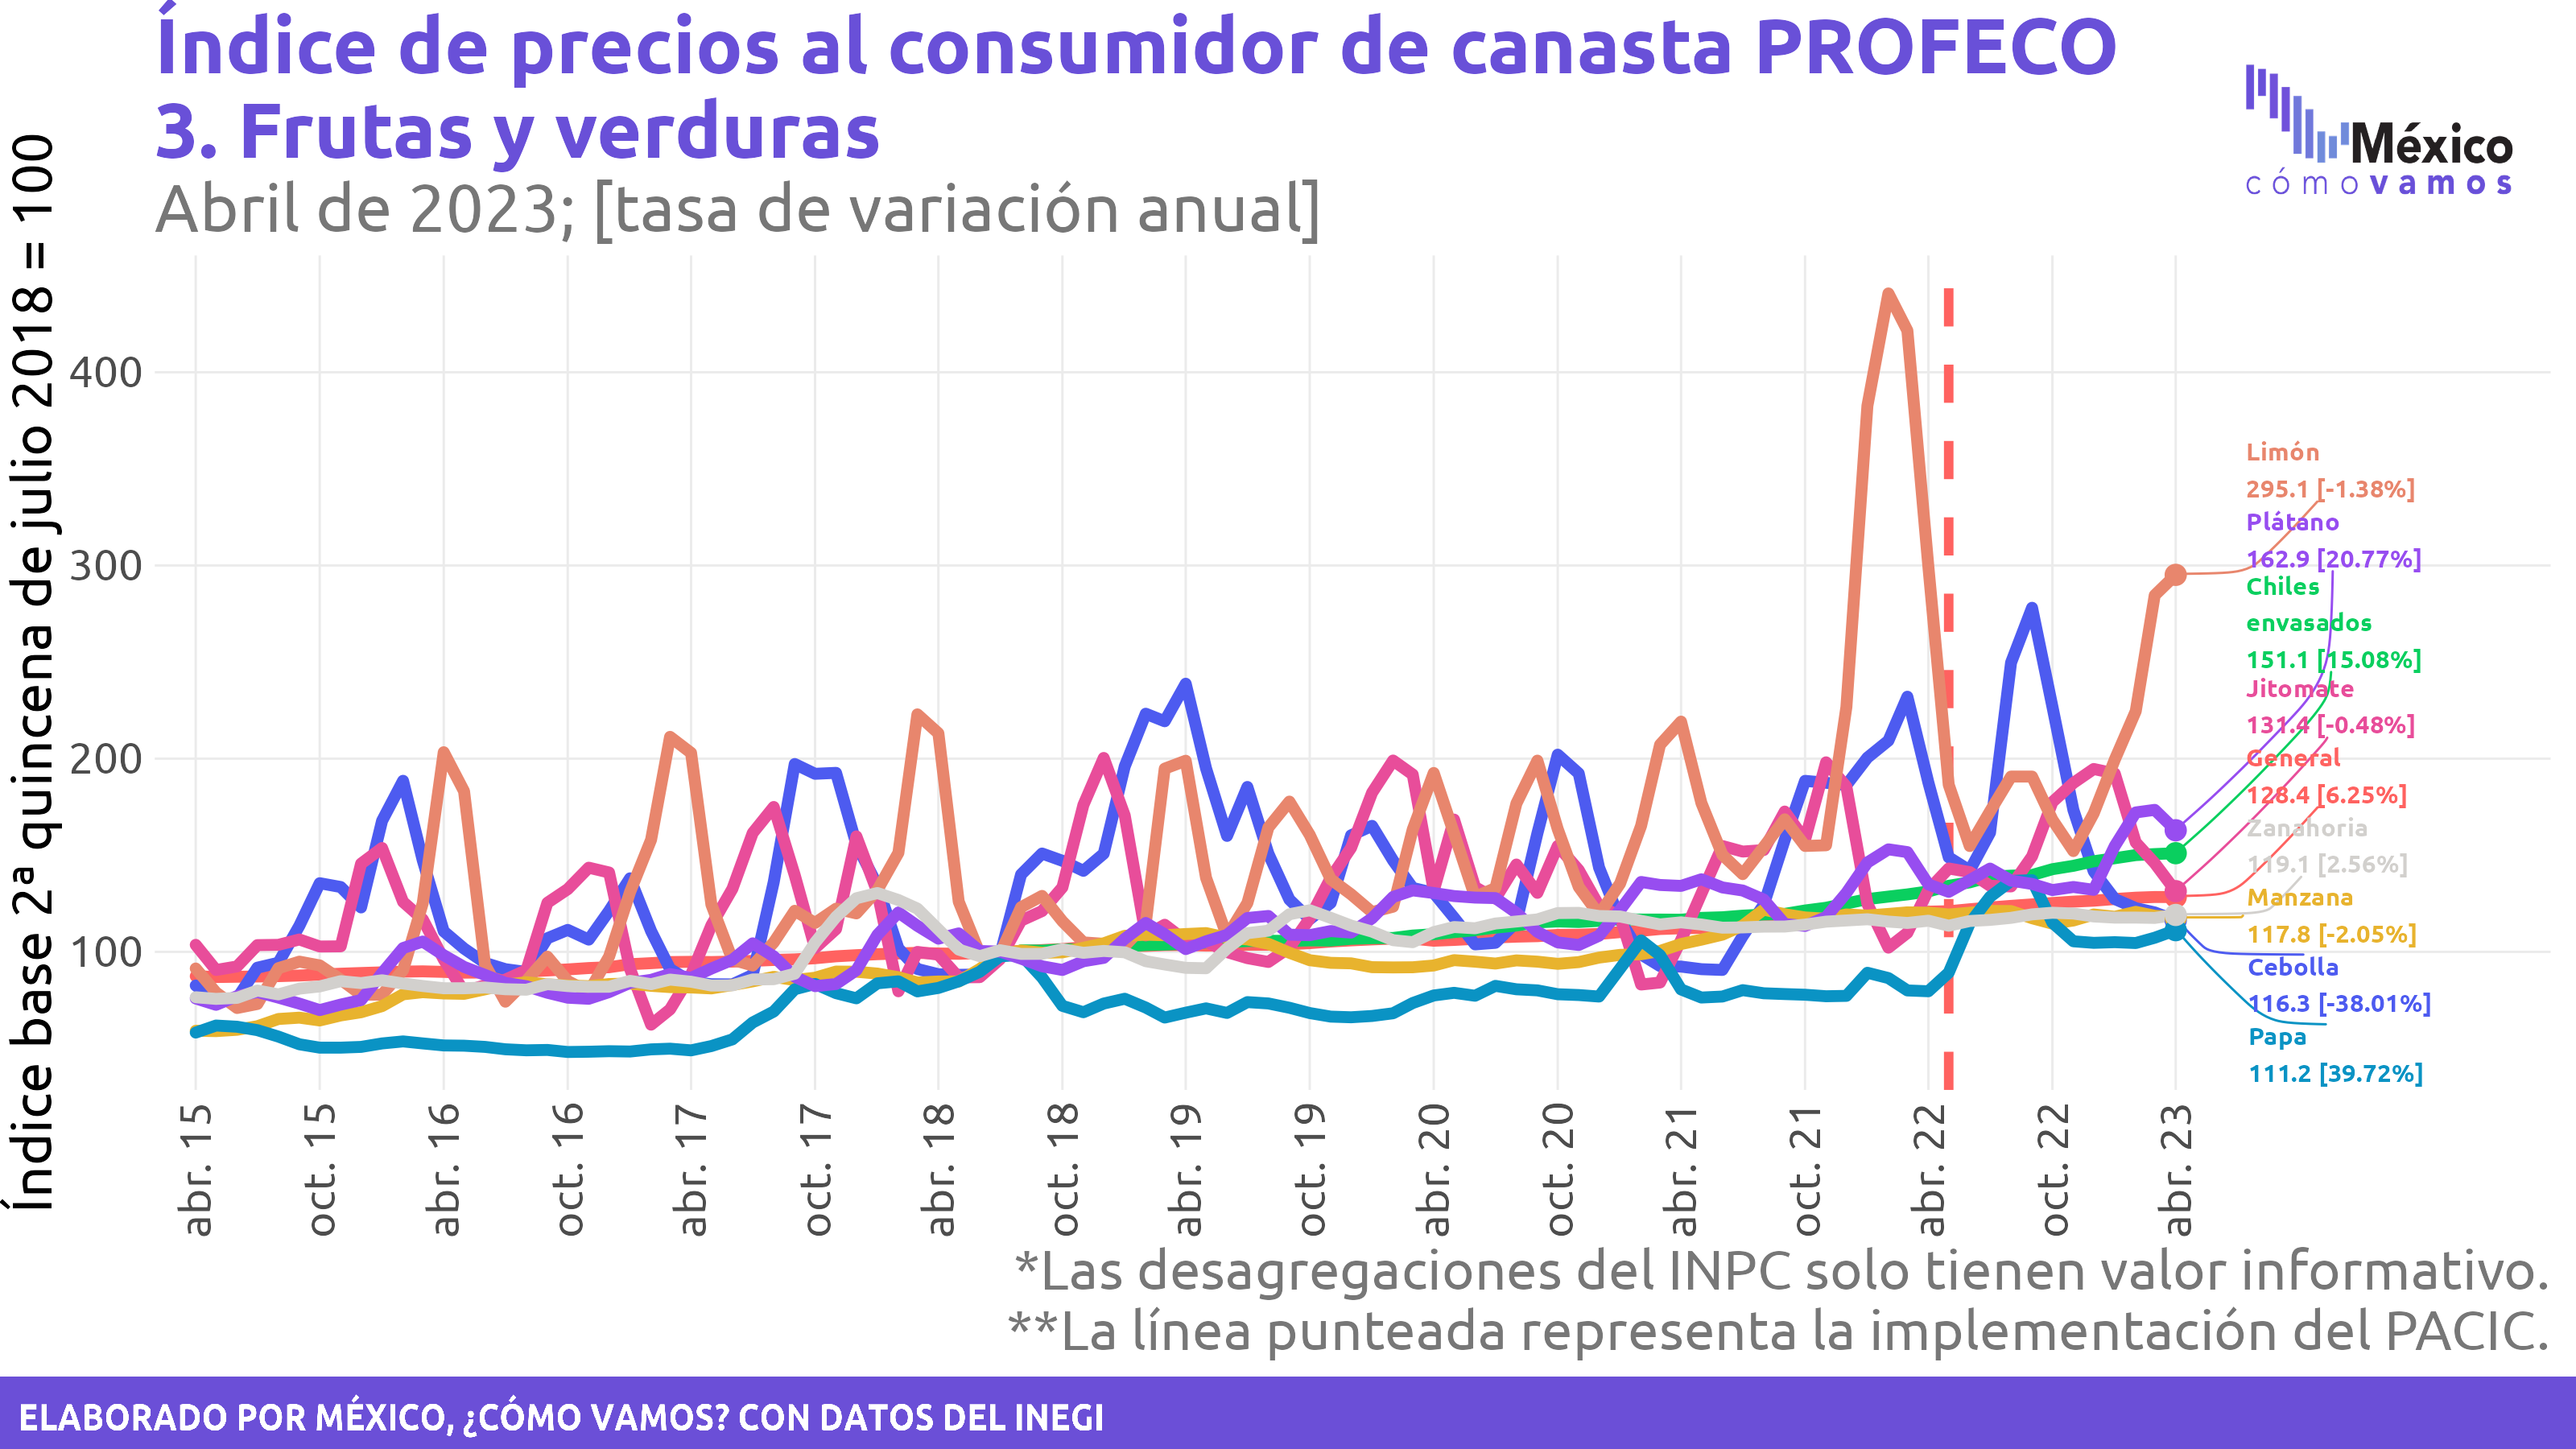 Índice de precios al consumidor de canasta PROFECO
3. Frutas y verduras
Abril de 2023; [tasa de variación anual]
México
cómovamos
Índice base 2ª quincena de julio 2018 = 100
400
300
200
100
Limón
295.1 [-1.38%]
Plátano
162.9 [20.77%]
Chiles
envasados
151.1 [15.08%]
Jitomate
131.4 [-0.48%]
General
128.4 [6.25%]
Zanahoria
119.1 [2.56%]
Manzana
117.8 [-2.05%]
Cebolla
116.3 [-38.01%]
Papa
111.2 [39.72%]
abr. 15
oct. 15
abr. 16
oct. 16
abr. 17
oct. 17
abr. 18
oct. 18
abr. 19
oct. 19
abr. 20
oct. 20
abr. 21
oct. 21
abr. 22
oct. 22
abr. 23
*Las desagregaciones del INPC solo tienen valor informativo.
**La línea punteada representa la implementación del PACIC.
ELABORADO POR MÉXICO, ¿CÓMO VAMOS? CON DATOS DEL INEGI